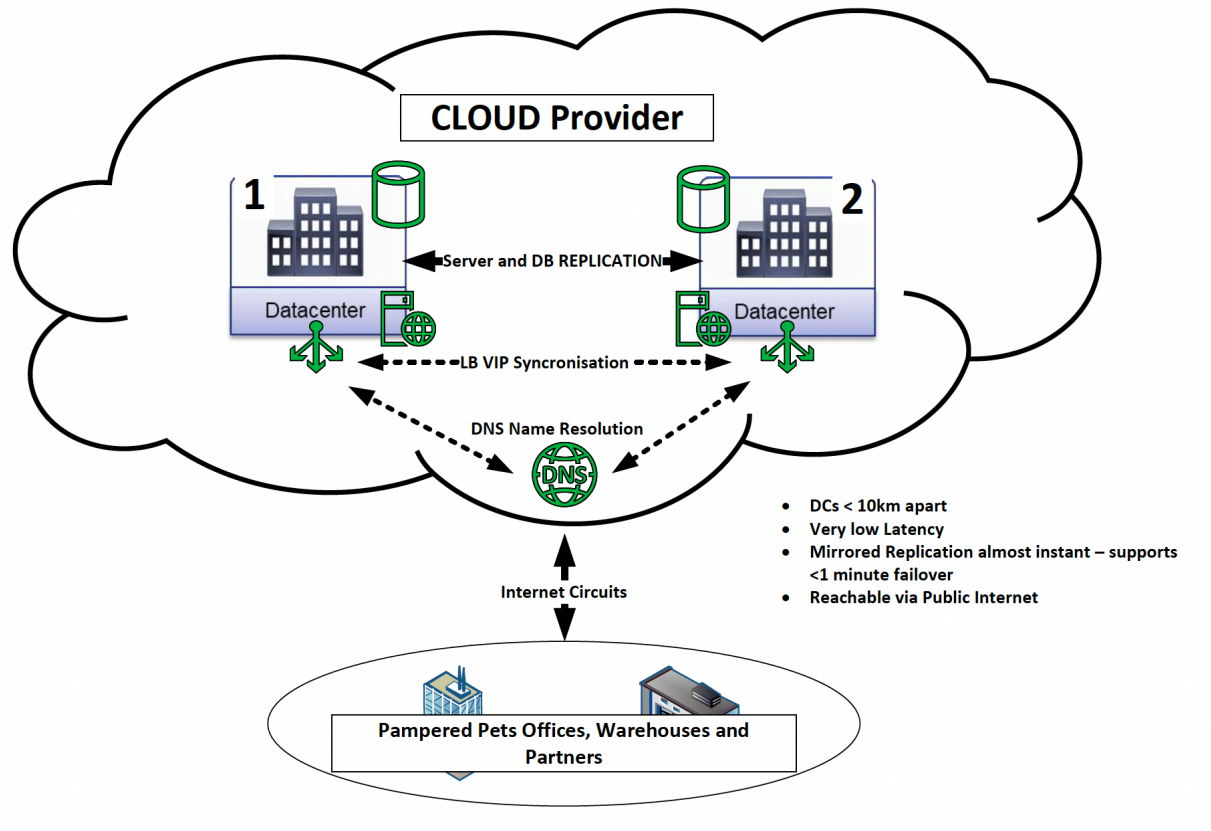 CLOUD Provider
1
2
Server and DB REPLICATION
Datacenter
Datacenter
LB VIP Syncronisation
DNS Name Resolution
DNS
• DCs < 10km apart
• Very low Latency
• Mirrored Replication almost instant – supports
<1 minute failover
• Reachable via Public Internet
Internet Circuits
Pampered Pets Offices, Warehouses and
Partners